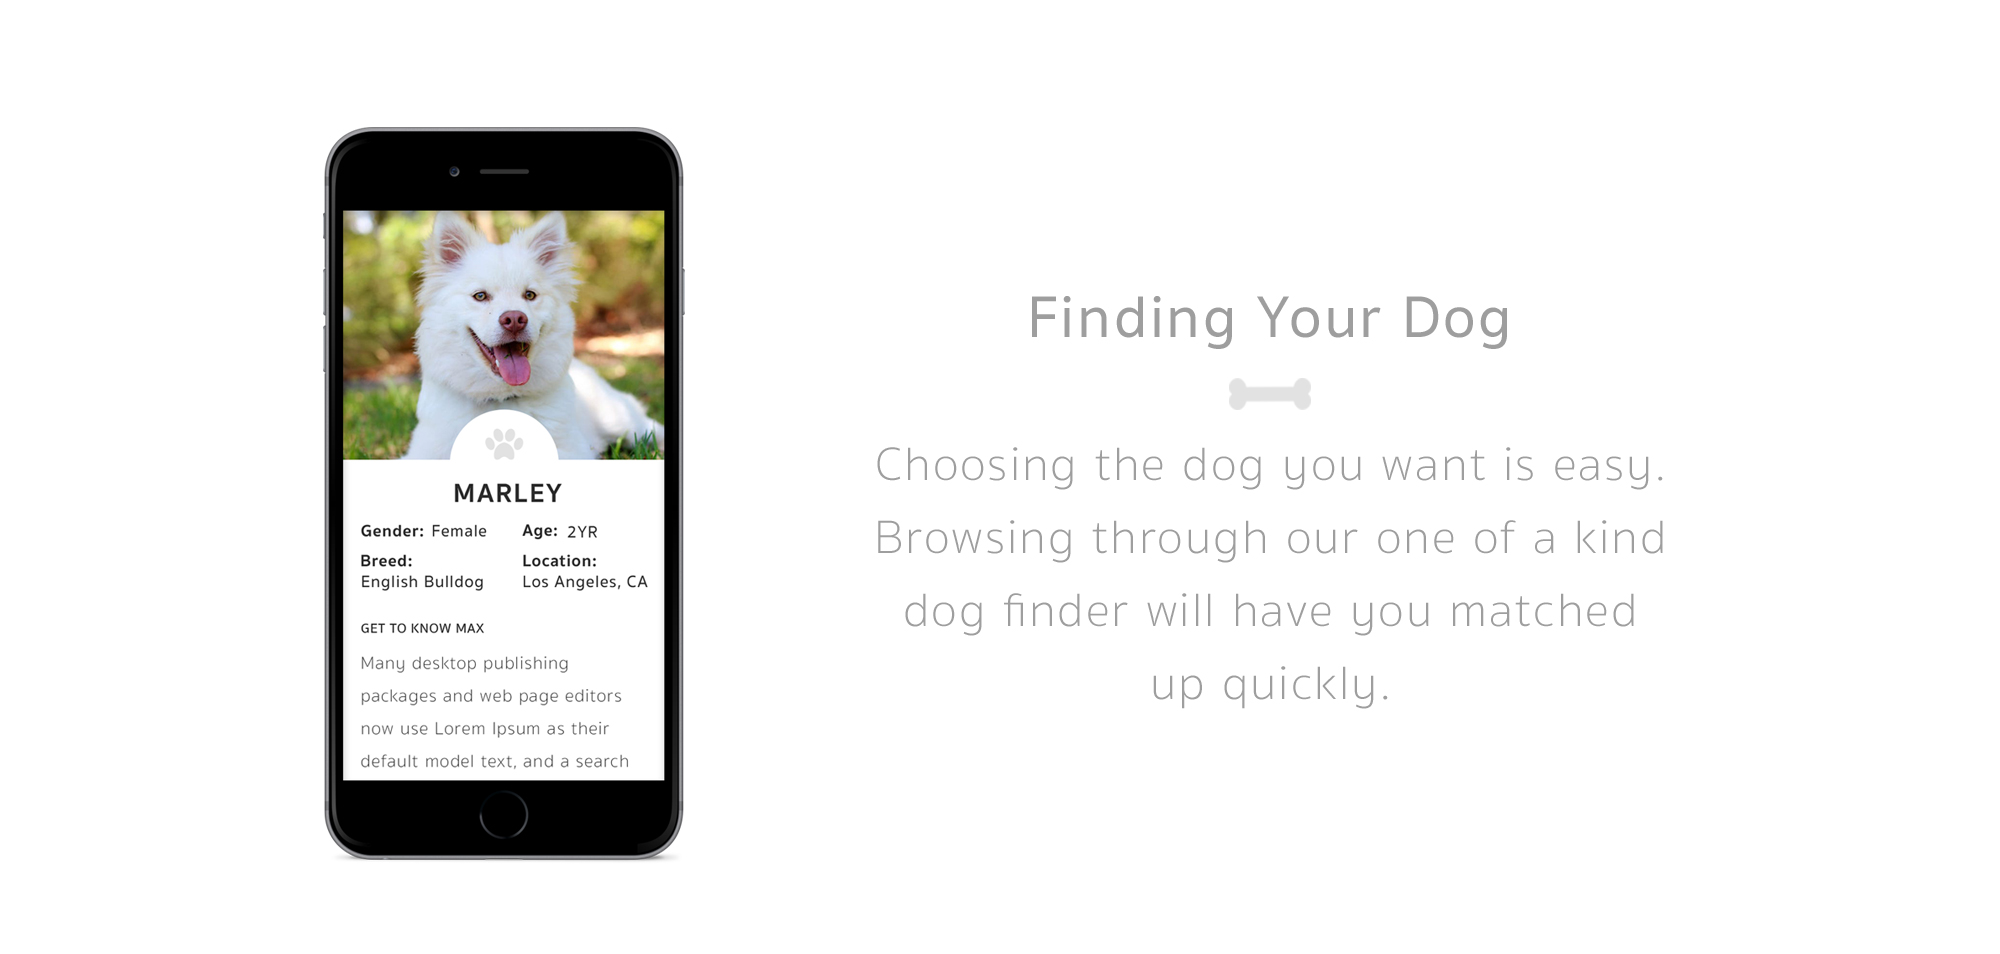 MARLEY
Gender: Female Age: 2YR
Breed: Location:
English Bulldog Los Angeles, CA
GET TO KNOW MAX
Many desktop publishing
packages and web page editors
now use Lorem Ipsum as their
default model text, and a search
Finding Your Dog
Choosing the dog you want is easy.
Browsing through our one of a kind
dog finder will have you matched
up quickly.